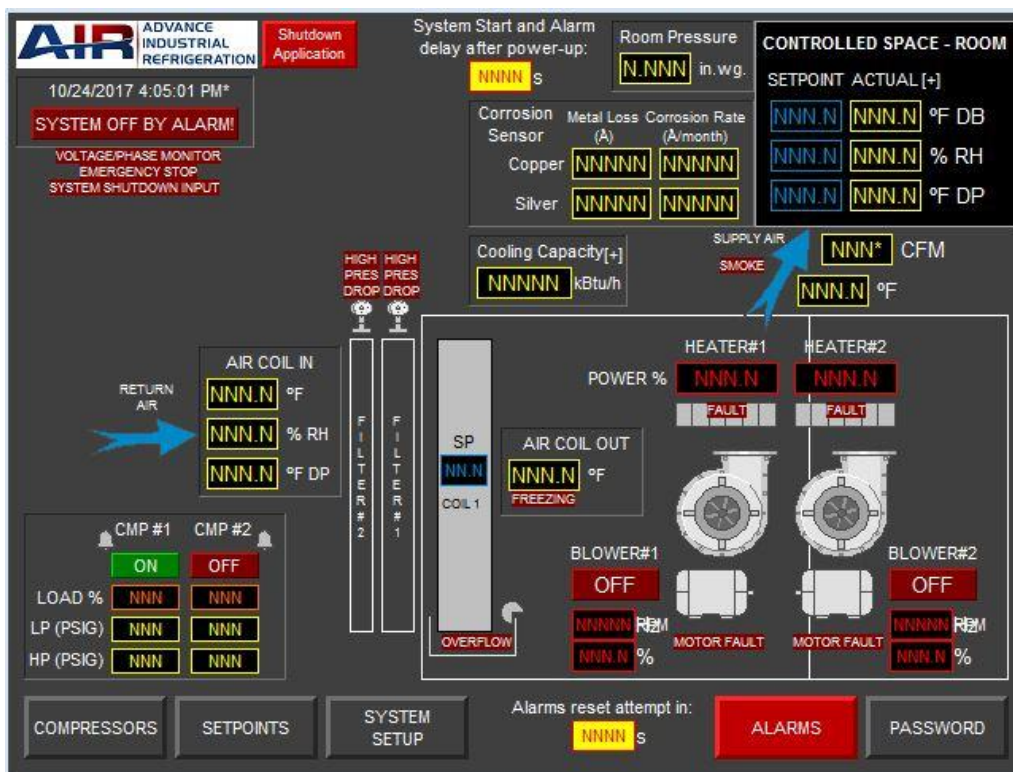 AIR
ADVANCE
INDUSTRIAL
REFRIGERATION
Shutdown
Application
System Start and Alarm
delay after power-up:
NNNN s
Room Pressure
N.NNN in.wg.
CONTROLLED SPACE - ROOM
SETPOINT ACTUAL [+]
NNN.N NNN.N ºF DB
NNN.N NNN.N % RH
NNN.N NNN.N ºF DP
10/24/2017 4:05:01 PM*
SYSTEM OFF BY ALARM!
VOLTAGE/PHASE MONITOR
EMERGENCY STOP
SYSTEM SHUTDOWN INPUT
Corrosion
Sensor
Metal Loss
(Å)
Corrosion Rate
(Å/month)
Copper NNNNN NNNNN
Silver NNNNN NNNNN
Cooling Capacity[+]
NNNNN kBtu/h
SUPPLY AIR
SMOKE
NNN* CFM
NNN.N ºF
HIGH
PRES
DROP
HIGH
PRES
DROP
FILTER#2
FILTER#1
RETURN
AIR
AIR COIL IN
NNN.N ºF
NNN.N % RH
NNN.N ºF DP
SP
NN.N
COIL 1
OVERFLOW
AIR COIL OUT
NNN.N ºF
FREEZING
HEATER#1 HEATER#2
POWER % NNN.N NNN.N
FAULT FAULT
CMP #1 CMP #2
ON OFF
LOAD % NNN NNN
LP (PSIG) NNN NNN
HP (PSIG) NNN NNN
BLOWER#1
OFF
NNNNN
NNN.N %
MOTOR FAULT
MOTOR FAULT
BLOWER#2
OFF
NNNNN
NNN.N %
COMPRESSORS
SETPOINTS
SYSTEM
SETUP
Alarms reset attempt in:
NNNN s
ALARMS
PASSWORD